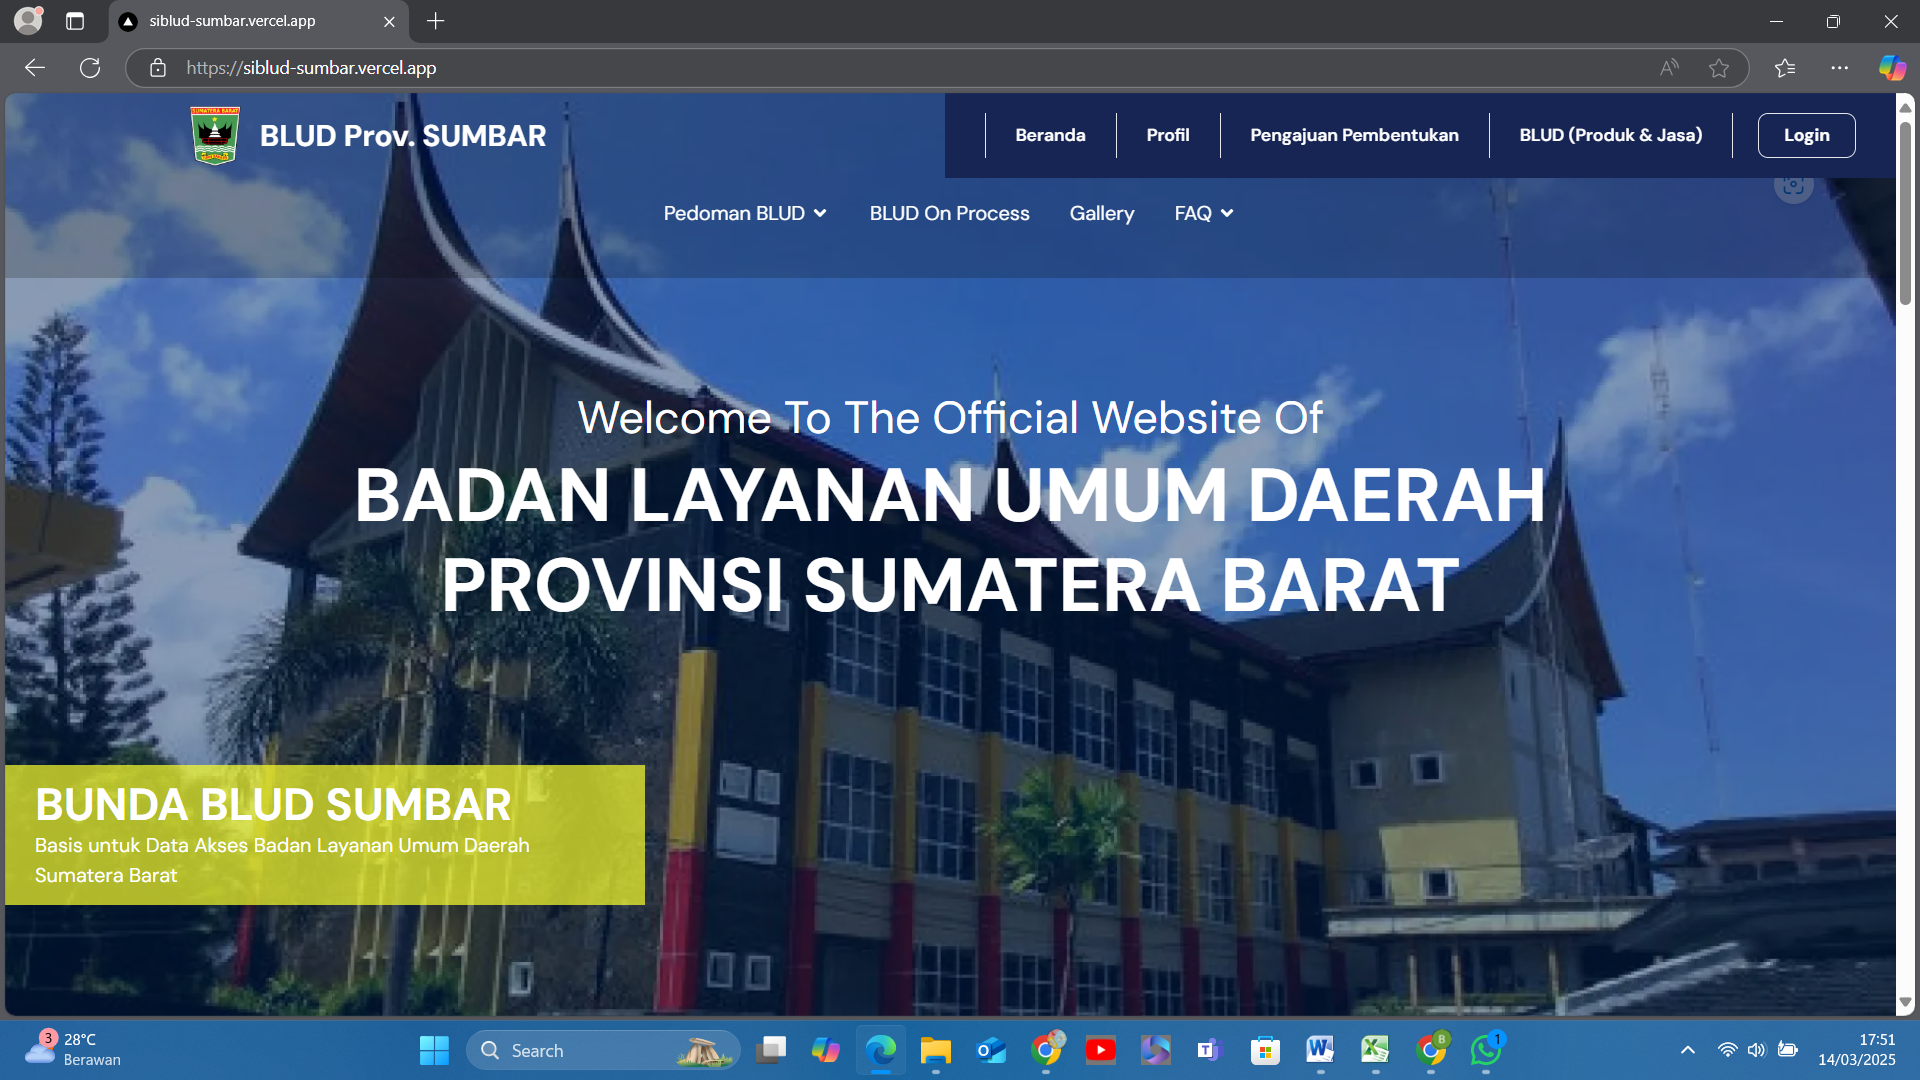 siblud-sumbar.vercel.app
https://siblud-sumbar.vercel.app
SUMATERA BARAT
BLUD Prov. SUMBAR
Beranda
Profil
Pengajuan Pembentukan
BLUD (Produk & Jasa)
Login
Pedoman BLUD
BLUD On Process
Gallery
FAQ
Welcome To The Official Website Of
BADAN LAYANAN UMUM DAERAH
PROVINSI SUMATERA BARAT
BUNDA BLUD SUMBAR
Basis untuk Data Akses Badan Layanan Umum Daerah
Sumatera Barat
3
28°C
Berawan
Search
B
1
17:51
14/03/2025